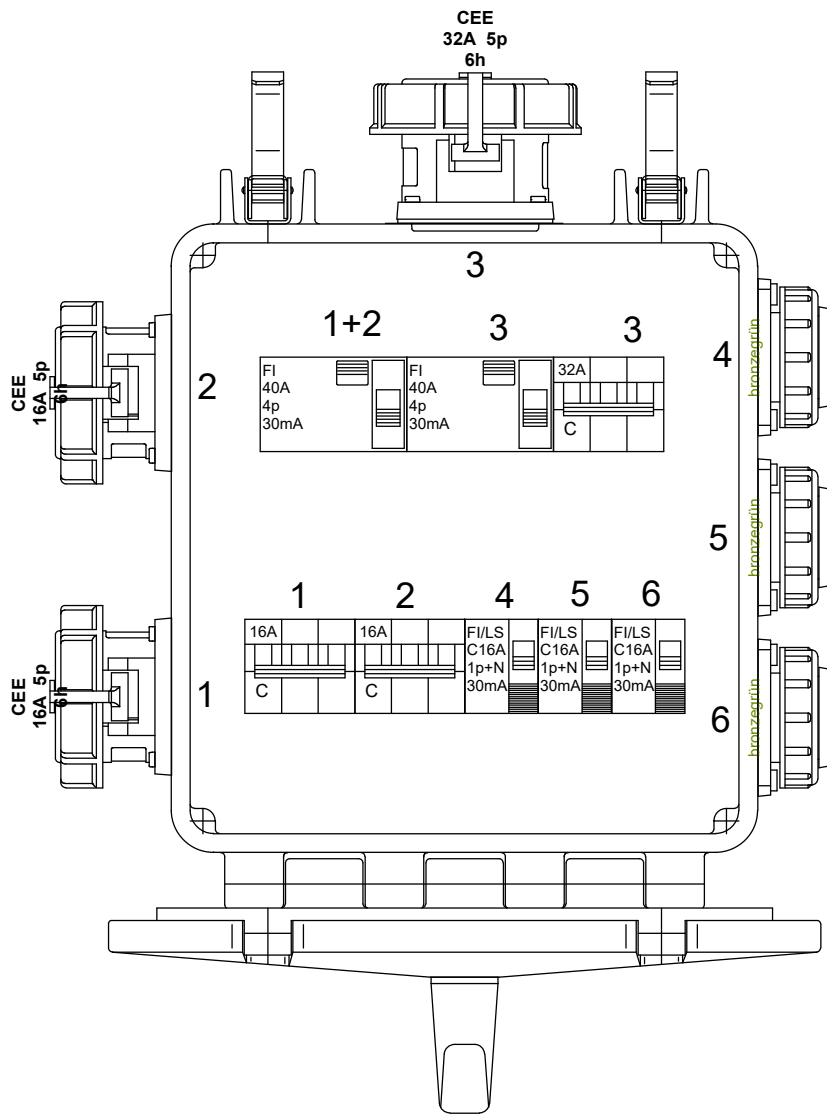 CEE
32A 5p
6h
3
1+2
3
3
FI
40A
4p
30mA
FI
40A
4p
30mA
32A
C
2
CEE
16A 5p
6h
4
bronzegrün
5
bronzegrün
1
2
4
5
6
16A
C
16A
C
FI/LS
C16A
1p+N
30mA
FI/LS
C16A
1p+N
30mA
FI/LS
C16A
1p+N
30mA
1
CEE
16A 5p
6h
6
bronzegrün